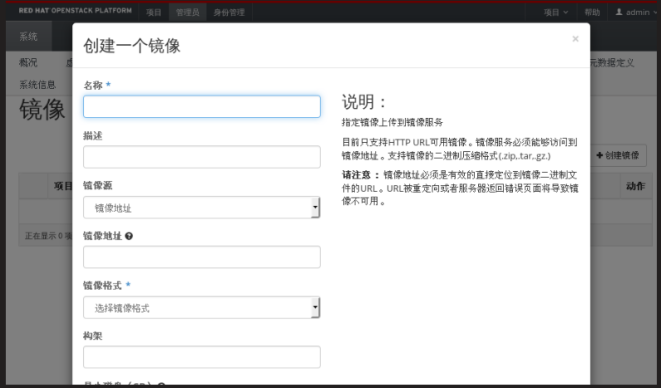 RED HAT OPENSTACK PLATFORM 项目 管理员 身份管理 项目 帮助 admin
系统
创建一个镜像 ×
概况 元数据定义
系统信息
镜像
名称 *
说明：
指定镜像上传到镜像服务
描述
目前只支持HTTP URL可用镜像。镜像服务必须能够访问到
镜像地址。支持镜像的二进制压缩格式(.zip,.tar,.gz.)
+创建镜像
请注意： 镜像地址必须是有效的直接定位到镜像二进制文
件的URL。URL被重定向或者服务器返回错误页面将导致镜
像不可用。
项目 动作
镜像源
镜像地址
正在显示 0 项
镜像地址
镜像格式 *
选择镜像格式
构架